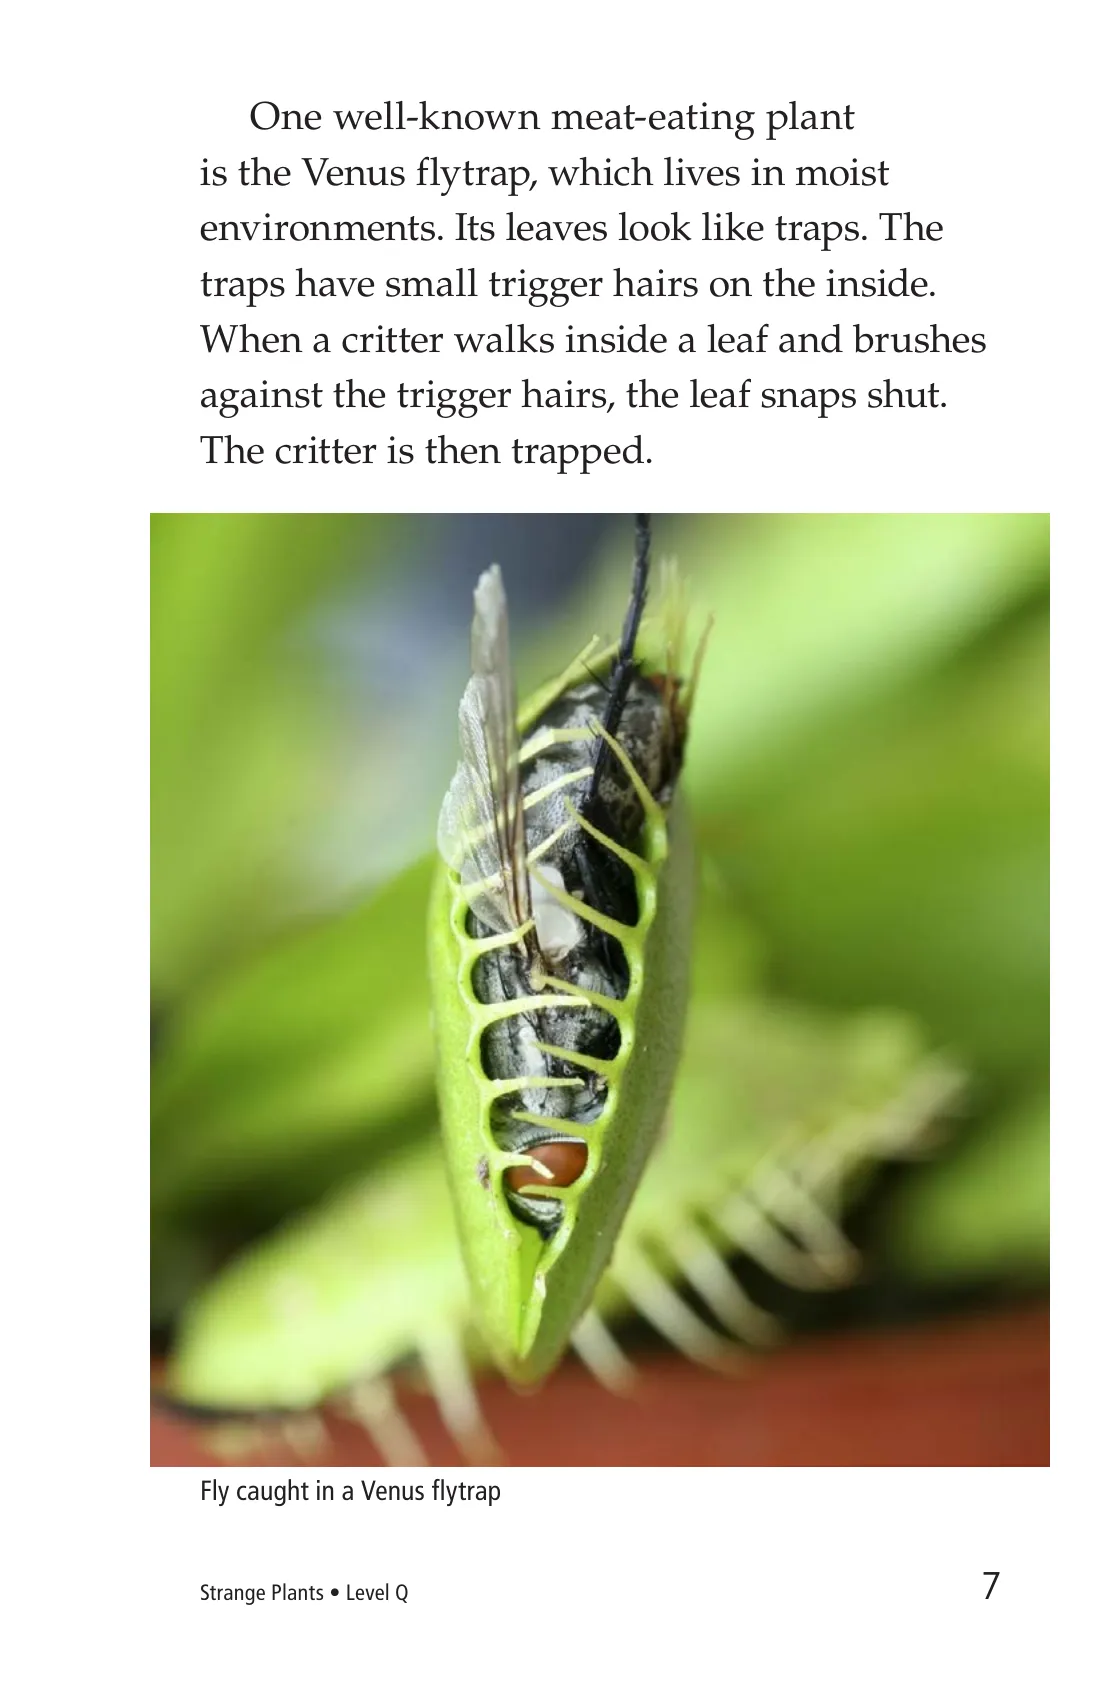 One well-known meat-eating plant
is the Venus flytrap, which lives in moist
environments. Its leaves look like traps. The
traps have small trigger hairs on the inside.
When a critter walks inside a leaf and brushes
against the trigger hairs, the leaf snaps shut.
The critter is then trapped.
Fly caught in a Venus flytrap
Strange Plants • Level Q
7